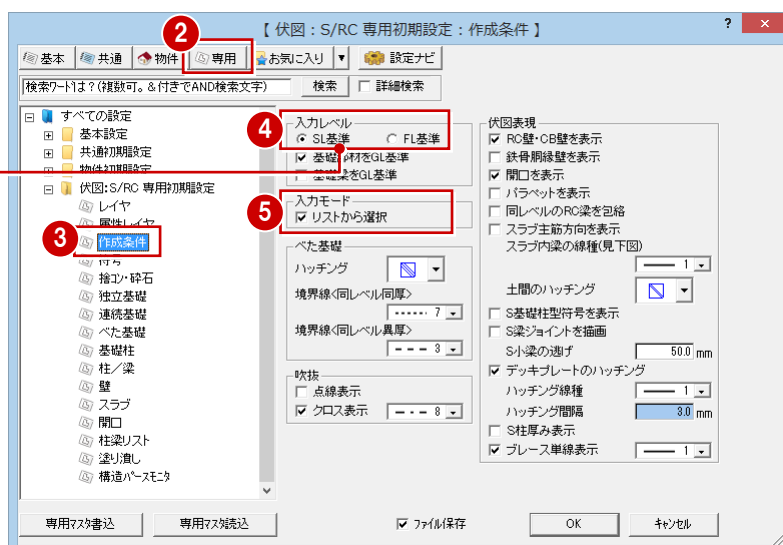 【 伏図：S/RC 専用初期設定：作成条件 】
? ×
2
基本 共通 物件 専用 お気に入り ▼ 設定ナビ
検索ワードは？(複数可。＆付きでAND検索文字) 検索 詳細検索
すべての設定
基本設定
共通初期設定
物件初期設定
伏図:S/RC 専用初期設定
レイヤ
属性レイヤ
3
作成条件
符号
捨コン・砕石
独立基礎
連続基礎
べた基礎
基礎柱
柱／梁
壁
スラブ
開口
柱梁リスト
塗り潰し
構造パースモニタ
4
入力レベル
SL基準 FL基準
基礎部材をGL基準
基礎梁をGL基準
5
入力モード
リストから選択
べた基礎
ハッチング
境界線<同レベル同厚>
7
境界線<同レベル異厚>
3
吹抜
点線表示
クロス表示 8
伏図表現
RC壁・CB壁を表示
鉄骨胴縁壁を表示
開口を表示
パラペットを表示
同レベルのRC梁を包絡
スラブ主筋方向を表示
スラブ内梁の線種(見下図)
1
土間のハッチング
S基礎柱型符号を表示
S梁ジョイントを描画
S小梁の逃げ 50.0 mm
デッキプレートのハッチング
ハッチング線種 1
ハッチング間隔 3.0 mm
S柱厚み表示
ブレース単線表示 1
専用マスタ書込 専用マスタ読込 ファイル保存 OK キャンセル